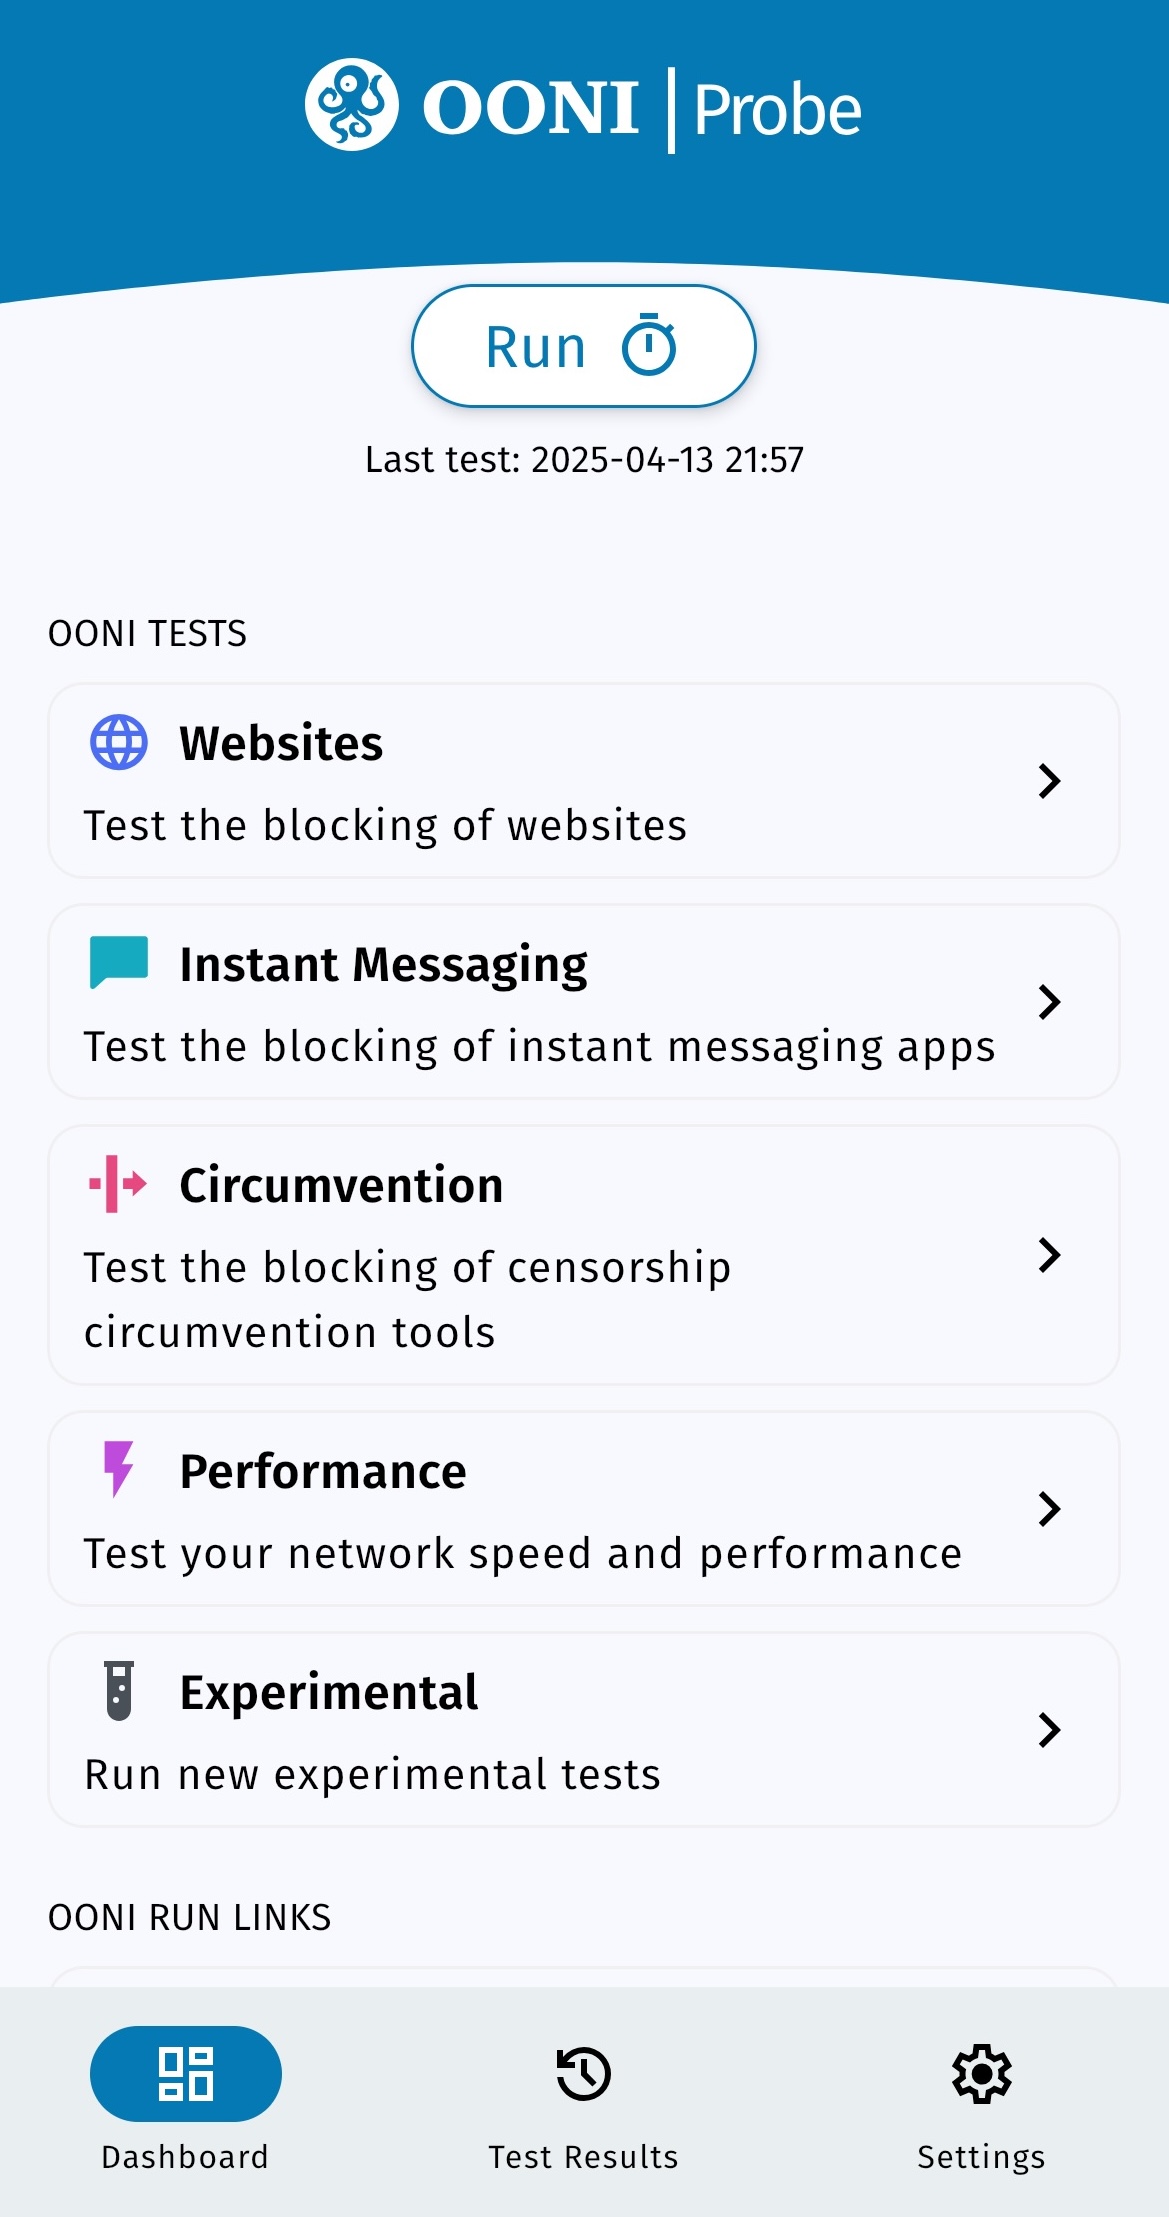 OONI | Probe
Run
Last test: 2025-04-13 21:57
OONI TESTS
Websites
Test the blocking of websites
Instant Messaging
Test the blocking of instant messaging apps
Circumvention
Test the blocking of censorship
circumvention tools
Performance
Test your network speed and performance
Experimental
Run new experimental tests
OONI RUN LINKS
Dashboard
Test Results
Settings